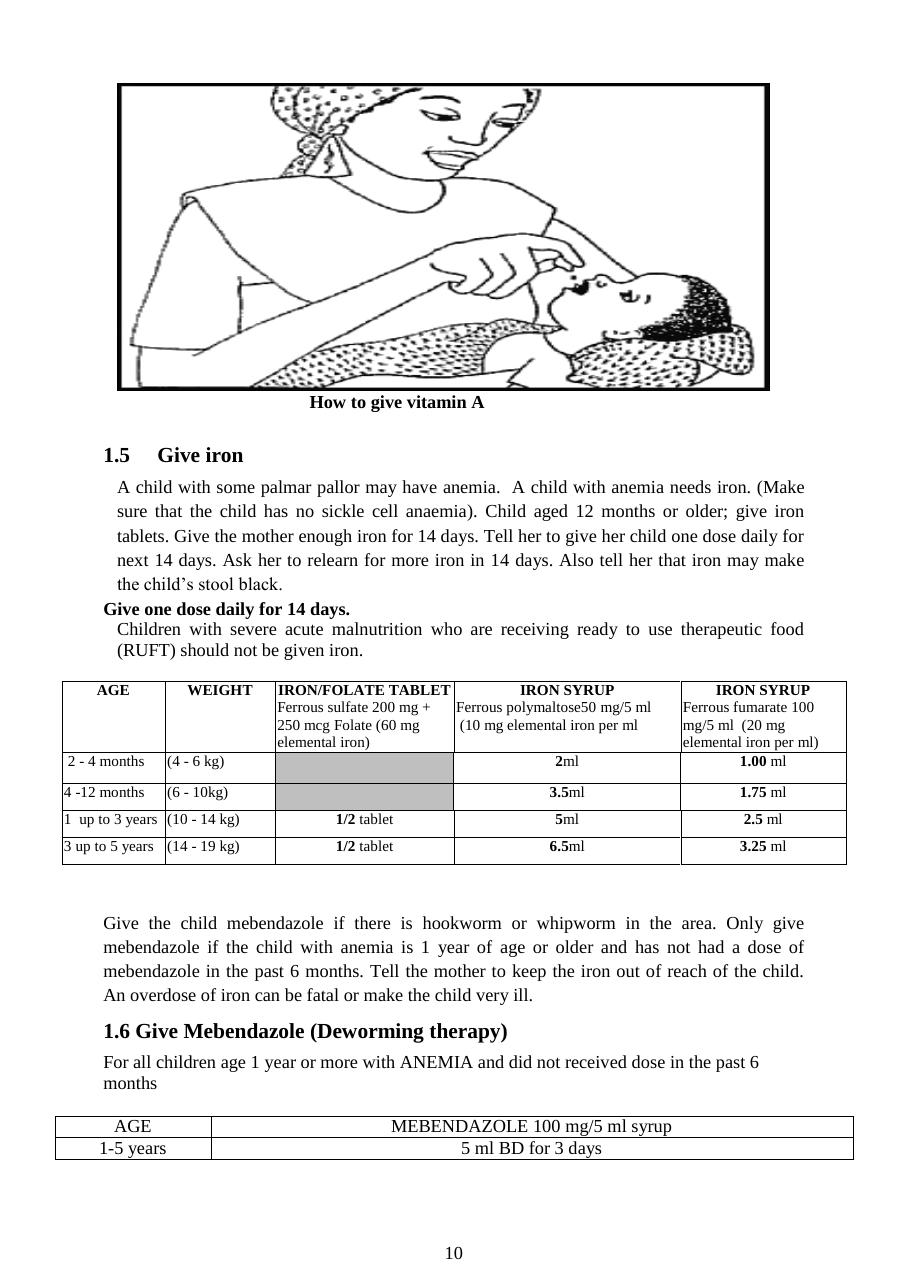 How to give vitamin A
1.5 Give iron
A child with some palmar pallor may have anemia. A child with anemia needs iron. (Make
sure that the child has no sickle cell anaemia). Child aged 12 months or older; give iron
tablets. Give the mother enough iron for 14 days. Tell her to give her child one dose daily for
next 14 days. Ask her to relearn for more iron in 14 days. Also tell her that iron may make
the child’s stool black.
Give one dose daily for 14 days.
Children with severe acute malnutrition who are receiving ready to use therapeutic food
(RUFT) should not be given iron.
AGE WEIGHT IRON/FOLATE TABLET IRON SYRUP IRON SYRUP
Ferrous sulfate 200 mg + Ferrous polymaltose50 mg/5 ml Ferrous fumarate 100
250 mcg Folate (60 mg (10 mg elemental iron per ml mg/5 ml (20 mg
elemental iron) elemental iron per ml)
2 - 4 months (4 - 6 kg) 2ml 1.00 ml
4 -12 months (6 - 10kg) 3.5ml 1.75 ml
1 up to 3 years (10 - 14 kg) 1/2 tablet 5ml 2.5 ml
3 up to 5 years (14 - 19 kg) 1/2 tablet 6.5ml 3.25 ml
Give the child mebendazole if there is hookworm or whipworm in the area. Only give
mebendazole if the child with anemia is 1 year of age or older and has not had a dose of
mebendazole in the past 6 months. Tell the mother to keep the iron out of reach of the child.
An overdose of iron can be fatal or make the child very ill.
1.6 Give Mebendazole (Deworming therapy)
For all children age 1 year or more with ANEMIA and did not received dose in the past 6
months
AGE MEBENDAZOLE 100 mg/5 ml syrup
1-5 years 5 ml BD for 3 days
10